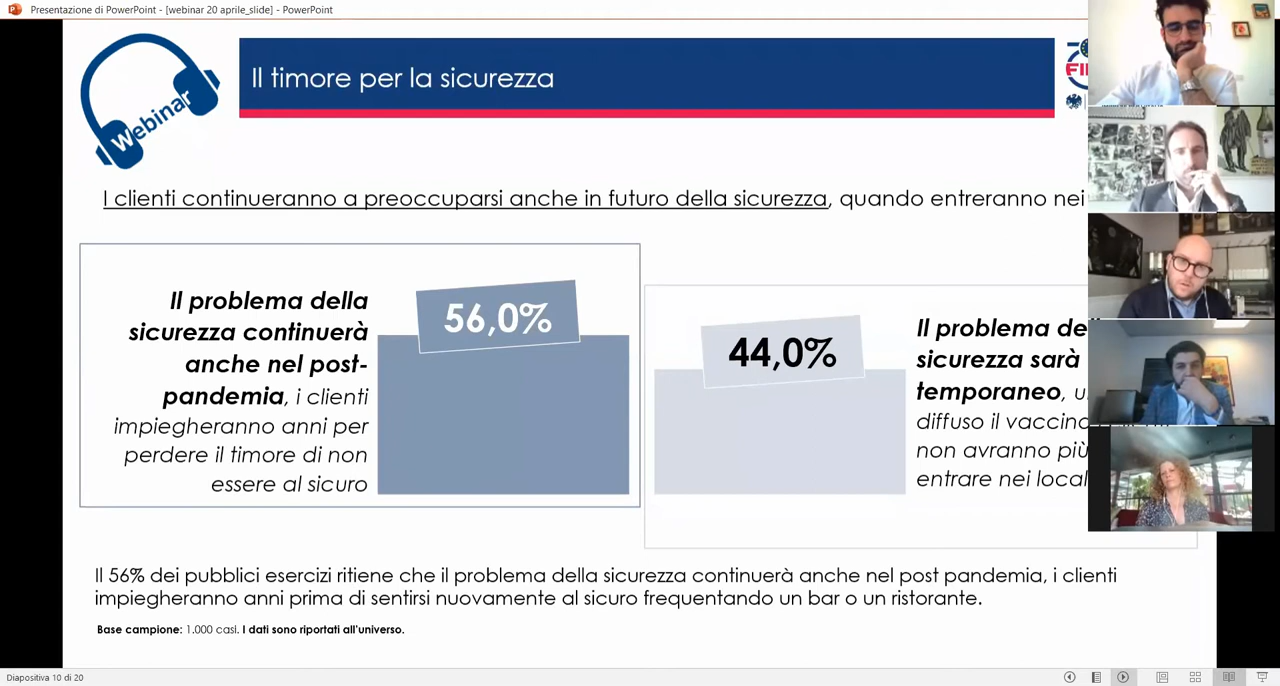 Presentazione di PowerPoint - [webinar 20 aprile_slide] - PowerPoint
Webinar
Il timore per la sicurezza
FI
I clienti continueranno a preoccuparsi anche in futuro della sicurezza, quando entreranno nei
Il problema della
sicurezza continuerà
anche nel post-
pandemia, i clienti
impiegheranno anni per
perdere il timore di non
essere al sicuro
56,0%
44,0%
Il problema
sicurezza sarà
temporaneo,
diffuso il vaccino
non avranno più
entrare nei
Il 56% dei pubblici esercizi ritiene che il problema della sicurezza continuerà anche nel post pandemia, i clienti
impiegheranno anni prima di sentirsi nuovamente al sicuro frequentando un bar o un ristorante.
Base campione: 1.000 casi. I dati sono riportati all'universo.
Diapositiva 10 di 20